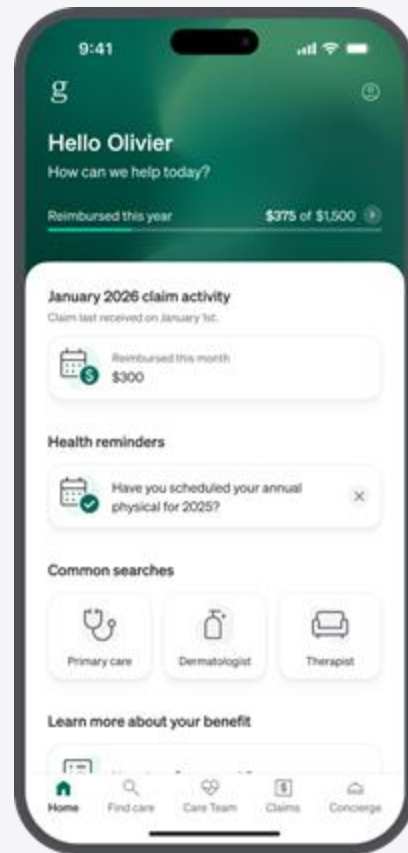 9:41
g
Hello Olivier
How can we help today?
Reimbursed this year $375 of $1,500
January 2026 claim activity
Claim last received on January 1st.
Reimbursed this month
$300
Health reminders
Have you scheduled your annual
physical for 2025?
Common searches
Primary care Dermatologist Therapist
Learn more about your benefit
Home Find care Care Team Claims Concierge